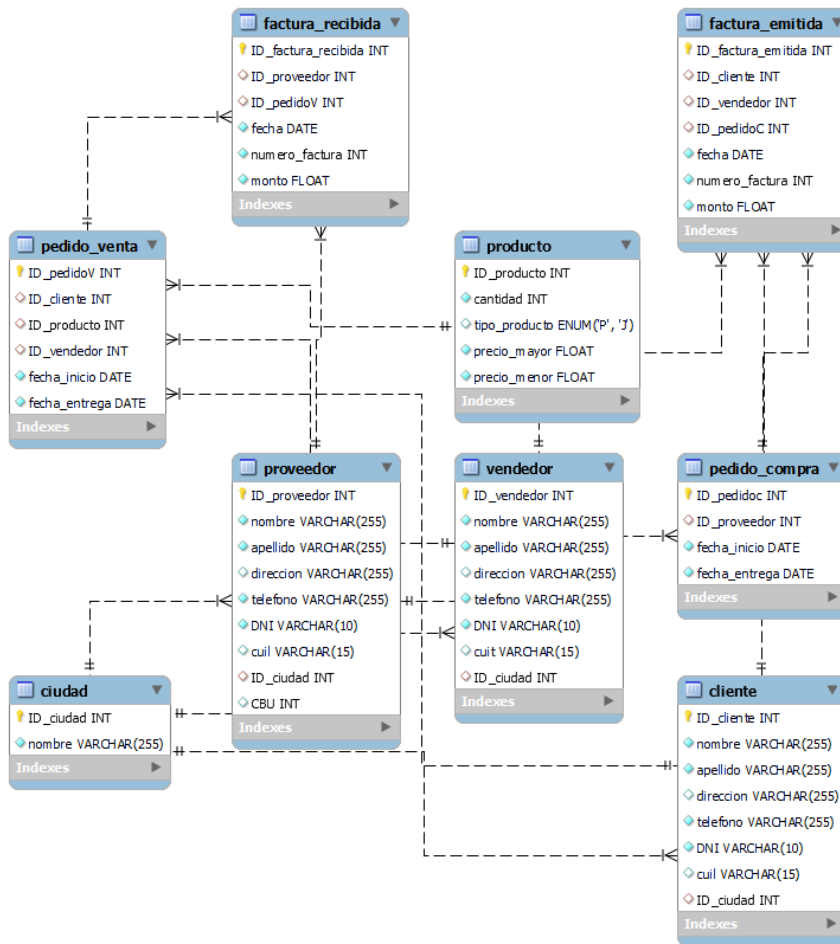 factura_recibida
ID_factura_recibida INT
ID_proveedor INT
ID_pedidoV INT
fecha DATE
numero_factura INT
monto FLOAT
Indexes
factura_emitida
ID_factura_emitida INT
ID_cliente INT
ID_vendedor INT
ID_pedidoC INT
fecha DATE
numero_factura INT
monto FLOAT
Indexes
pedido_venta
ID_pedidoV INT
ID_cliente INT
ID_producto INT
ID_vendedor INT
fecha_inicio DATE
fecha_entrega DATE
Indexes
producto
ID_producto INT
cantidad INT
tipo_producto ENUM('P', 'J')
precio_mayor FLOAT
precio_menor FLOAT
Indexes
proveedor
ID_proveedor INT
nombre VARCHAR(255)
apellido VARCHAR(255)
direccion VARCHAR(255)
telefono VARCHAR(255)
DNI VARCHAR(10)
cuil VARCHAR(15)
ID_ciudad INT
CBU INT
Indexes
vendedor
ID_vendedor INT
nombre VARCHAR(255)
apellido VARCHAR(255)
direccion VARCHAR(255)
telefono VARCHAR(255)
DNI VARCHAR(10)
cuit VARCHAR(15)
ID_ciudad INT
Indexes
pedido_compra
ID_pedidoc INT
ID_proveedor INT
fecha_inicio DATE
fecha_entrega DATE
Indexes
ciudad
ID_ciudad INT
nombre VARCHAR(255)
Indexes
cliente
ID_cliente INT
nombre VARCHAR(255)
apellido VARCHAR(255)
direccion VARCHAR(255)
telefono VARCHAR(255)
DNI VARCHAR(10)
cuil VARCHAR(15)
ID_ciudad INT
Indexes